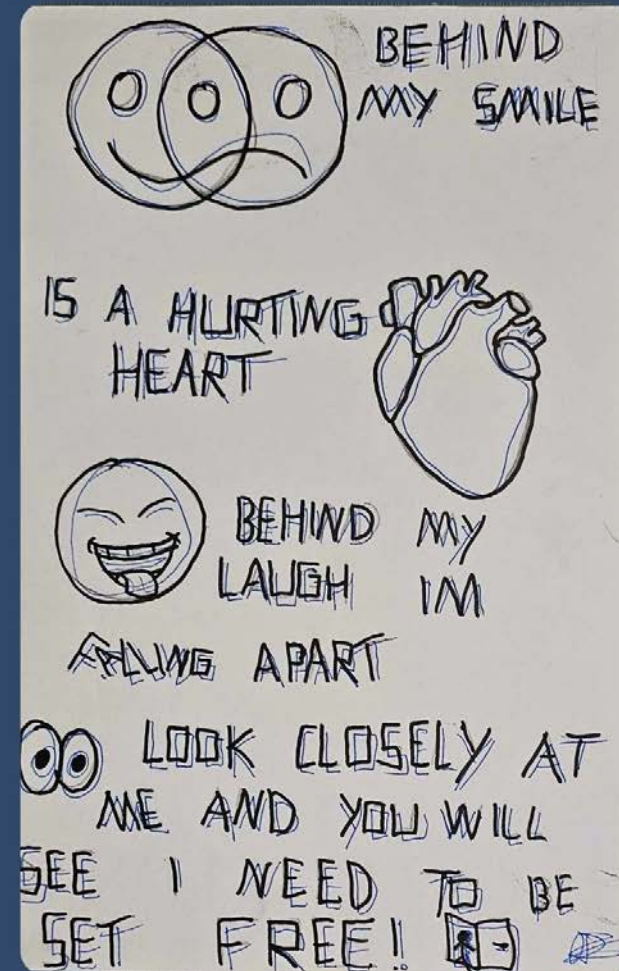 BEHIND
MY SMILE
IS A HURTING
HEART
BEHIND MY
LAUGH IM
FALLING APART
LOOK CLOSELY AT
ME AND YOU WILL
SEE I NEED TO BE
SET FREE!